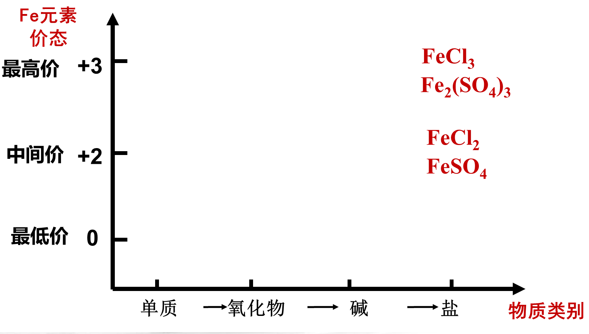 Fe元素
价态
最高价 +3
FeCl₃
Fe₂(SO₄)₃
中间价 +2
FeCl₂
FeSO₄
最低价 0
单质 →氧化物 → 碱 →盐
物质类别